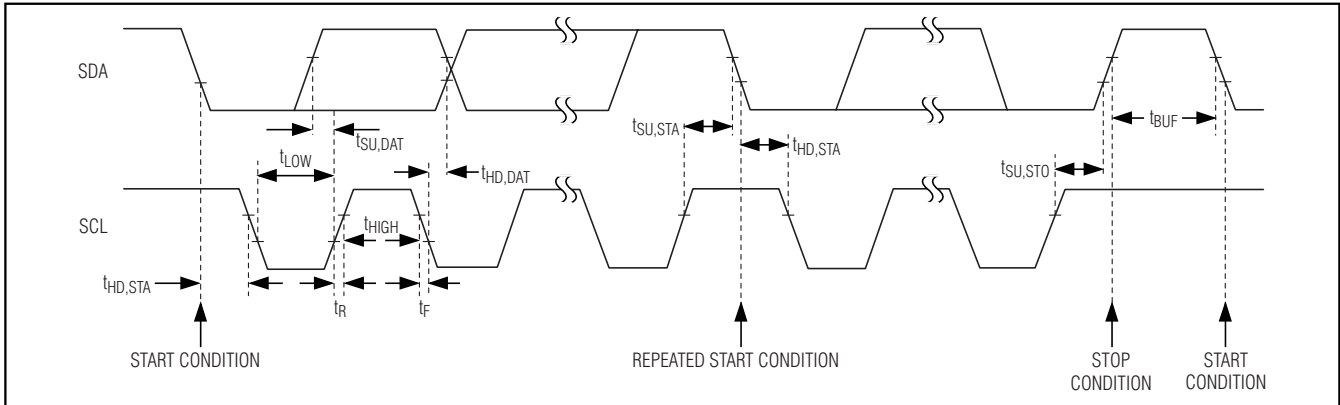 SDA
tSU,DAT
tLOW
tHD,DAT
tSU,STA
tHD,STA
tBUF
tSU,STO
SCL
tHIGH
tHD,STA
tR
tF
START CONDITION
REPEATED START CONDITION
STOP
CONDITION
START
CONDITION